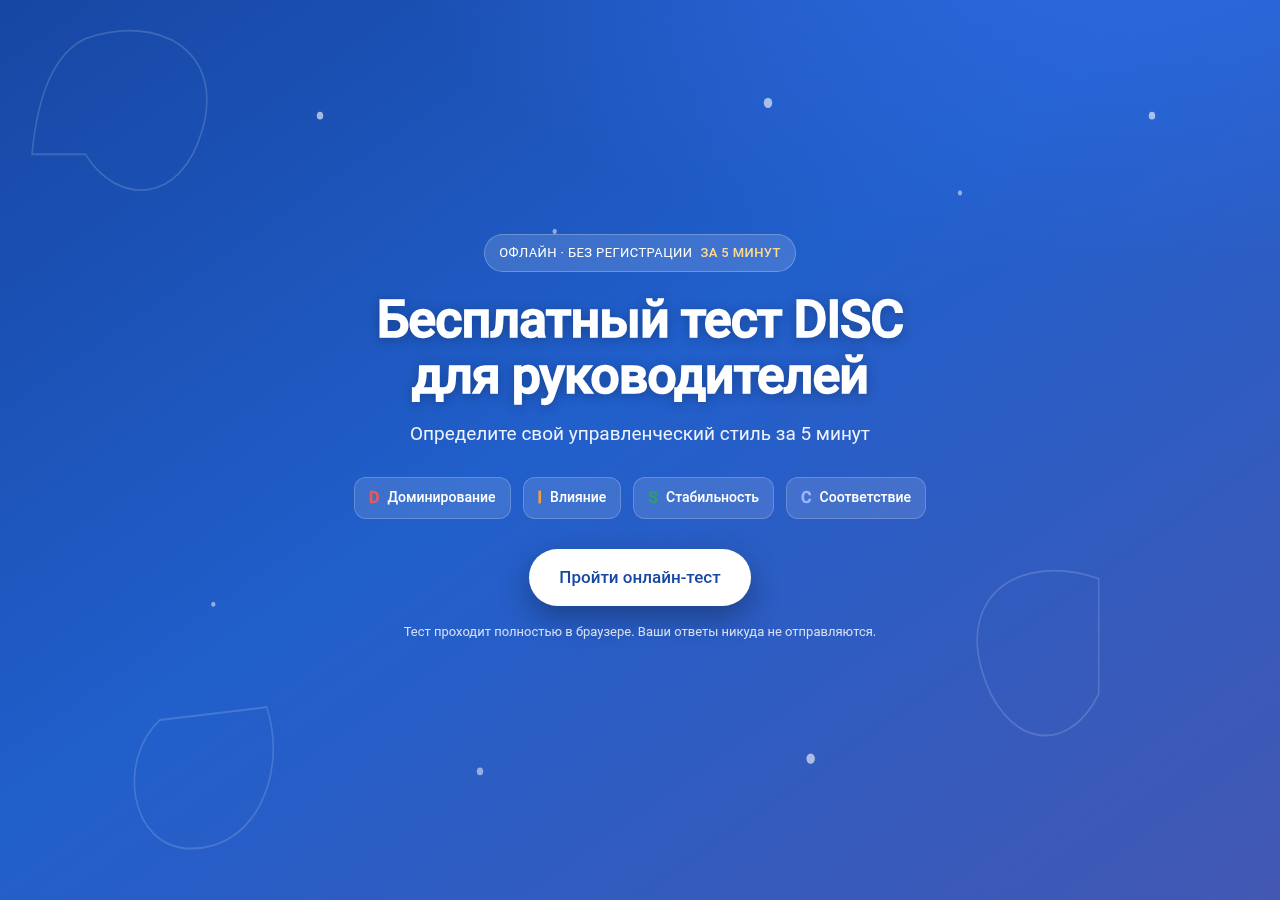 ОФЛАЙН · БЕЗ РЕГИСТРАЦИИ ЗА 5 МИНУТ
Бесплатный тест DISC
для руководителей
Определите свой управленческий стиль за 5 минут
D Доминирование I Влияние S Стабильность C Соответствие
Пройти онлайн-тест
Тест проходит полностью в браузере. Ваши ответы никуда не отправляются.